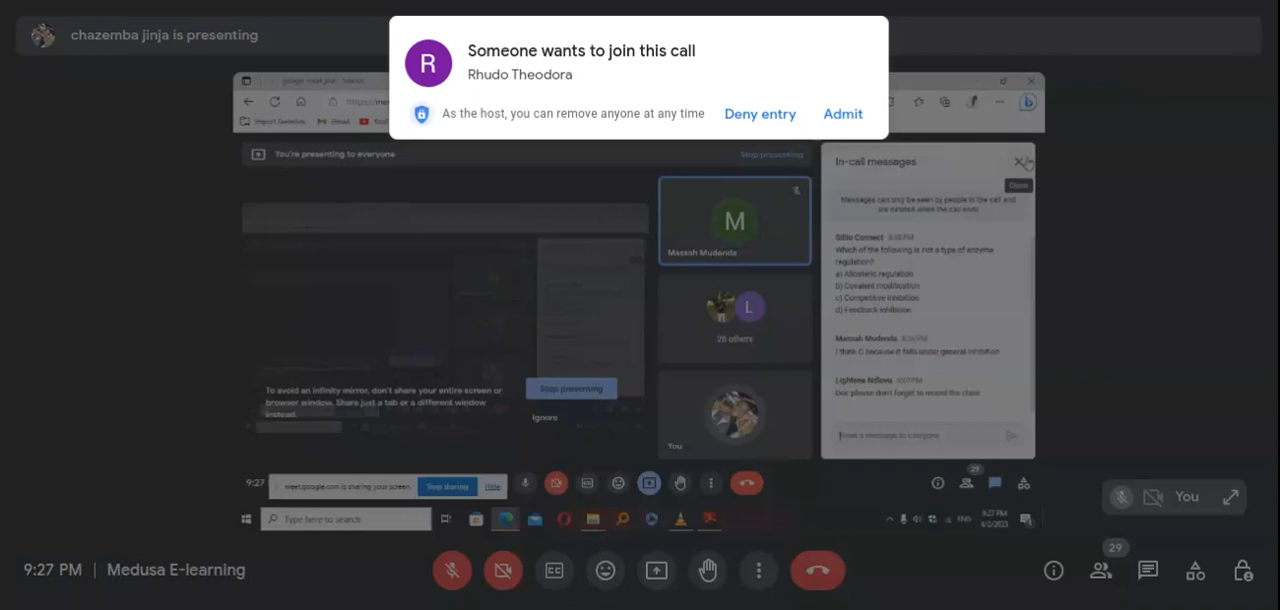 chazemba jinja is presenting
R
Someone wants to join this call
Rhudo Theodora
As the host, you can remove anyone at any time
Deny entry
Admit
Import favorites
Gmail
You're presenting to everyone
Stop presenting
In-call messages
Close
Messages can only be seen by people in the call and
are deleted when the call ends
M
Massah Mudenda
Which of the following is not a type of enzyme
regulation?
a) Allosteric regulation
b) Covalent modification
c) Competitive inhibition
d) Feedback inhibition
L
26 others
Massah Mudenda
I think C because it falls under general inhibition
Lightone Ndlovu 9:07 PM
Doc please don't forget to record the class
To avoid an infinity mirror, don't share your entire screen or
browser window. Share just a tab or a different window
instead.
Stop presenting
Ignore
You
Send a message to everyone
9:27
meet.google.com is sharing your screen.
Stop sharing
Hide
29
You
Type here to search
ENG
9:27 PM
4/2/2023
9:27 PM | Medusa E-learning
29